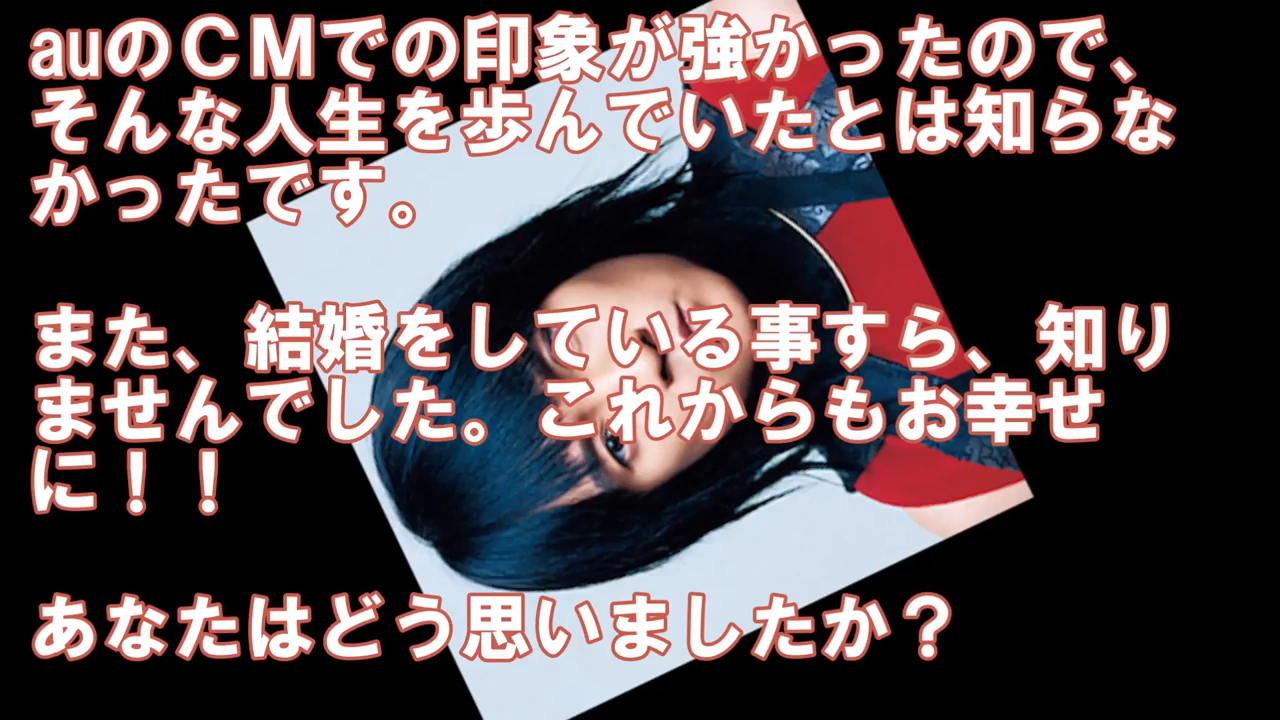 auのＣＭでの印象が強かったので、
そんな人生を歩んでいたとは知らな
かったです。
また、結婚をしている事すら、知り
ませんでした。これからもお幸せ
に！！
あなたはどう思いましたか？